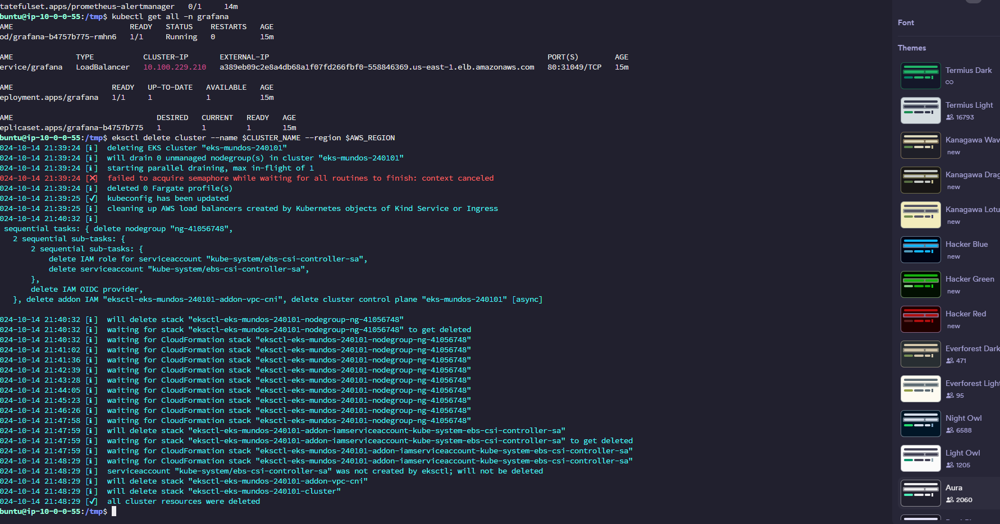 tatefulset.apps/prometheus-alertmanager 0/1 14m
buntu@ip-10-0-0-55:/tmp$ kubectl get all -n grafana
AME READY STATUS RESTARTS AGE
od/grafana-b4757b775-rmhn6 1/1 Running 0 15m
AME TYPE CLUSTER-IP EXTERNAL-IP PORT(S) AGE
ervice/grafana LoadBalancer 10.100.229.210 a389eb09c2e8a4db68a1f07fd266fbf0-558846369.us-east-1.elb.amazonaws.com 80:31049/TCP 15m
AME READY UP-TO-DATE AVAILABLE AGE
eployment.apps/grafana 1/1 1 1 15m
AME DESIRED CURRENT READY AGE
eplicaset.apps/grafana-b4757b775 1 1 1 15m
buntu@ip-10-0-0-55:/tmp$ eksctl delete cluster --name $CLUSTER_NAME --region $AWS_REGION
024-10-14 21:39:24 [ℹ] deleting EKS cluster "eks-mundos-240101"
024-10-14 21:39:24 [ℹ] will drain 0 unmanaged nodegroup(s) in cluster "eks-mundos-240101"
024-10-14 21:39:24 [ℹ] starting parallel draining, max in-flight of 1
024-10-14 21:39:24 [✖] failed to acquire semaphore while waiting for all routines to finish: context canceled
024-10-14 21:39:24 [ℹ] deleted 0 Fargate profile(s)
024-10-14 21:39:25 [✔] kubeconfig has been updated
024-10-14 21:39:25 [ℹ] cleaning up AWS load balancers created by Kubernetes objects of Kind Service or Ingress
024-10-14 21:40:32 [ℹ]
sequential tasks: { delete nodegroup "ng-41056748",
2 sequential sub-tasks: {
2 sequential sub-tasks: {
delete IAM role for serviceaccount "kube-system/ebs-csi-controller-sa",
delete serviceaccount "kube-system/ebs-csi-controller-sa",
},
delete IAM OIDC provider,
}, delete addon IAM "eksctl-eks-mundos-240101-addon-vpc-cni", delete cluster control plane "eks-mundos-240101" [async]
024-10-14 21:40:32 [ℹ] will delete stack "eksctl-eks-mundos-240101-nodegroup-ng-41056748"
024-10-14 21:40:32 [ℹ] waiting for stack "eksctl-eks-mundos-240101-nodegroup-ng-41056748" to get deleted
024-10-14 21:40:32 [ℹ] waiting for CloudFormation stack "eksctl-eks-mundos-240101-nodegroup-ng-41056748"
024-10-14 21:41:02 [ℹ] waiting for CloudFormation stack "eksctl-eks-mundos-240101-nodegroup-ng-41056748"
024-10-14 21:41:36 [ℹ] waiting for CloudFormation stack "eksctl-eks-mundos-240101-nodegroup-ng-41056748"
024-10-14 21:42:39 [ℹ] waiting for CloudFormation stack "eksctl-eks-mundos-240101-nodegroup-ng-41056748"
024-10-14 21:43:28 [ℹ] waiting for CloudFormation stack "eksctl-eks-mundos-240101-nodegroup-ng-41056748"
024-10-14 21:44:05 [ℹ] waiting for CloudFormation stack "eksctl-eks-mundos-240101-nodegroup-ng-41056748"
024-10-14 21:45:23 [ℹ] waiting for CloudFormation stack "eksctl-eks-mundos-240101-nodegroup-ng-41056748"
024-10-14 21:46:26 [ℹ] waiting for CloudFormation stack "eksctl-eks-mundos-240101-nodegroup-ng-41056748"
024-10-14 21:47:58 [ℹ] waiting for CloudFormation stack "eksctl-eks-mundos-240101-nodegroup-ng-41056748"
024-10-14 21:47:59 [ℹ] will delete stack "eksctl-eks-mundos-240101-addon-iamserviceaccount-kube-system-ebs-csi-controller-sa"
024-10-14 21:47:59 [ℹ] waiting for stack "eksctl-eks-mundos-240101-addon-iamserviceaccount-kube-system-ebs-csi-controller-sa" to get deleted
024-10-14 21:47:59 [ℹ] waiting for CloudFormation stack "eksctl-eks-mundos-240101-addon-iamserviceaccount-kube-system-ebs-csi-controller-sa"
024-10-14 21:48:29 [ℹ] waiting for CloudFormation stack "eksctl-eks-mundos-240101-addon-iamserviceaccount-kube-system-ebs-csi-controller-sa"
024-10-14 21:48:29 [ℹ] serviceaccount "kube-system/ebs-csi-controller-sa" was not created by eksctl; will not be deleted
024-10-14 21:48:29 [ℹ] will delete stack "eksctl-eks-mundos-240101-addon-vpc-cni"
024-10-14 21:48:29 [ℹ] will delete stack "eksctl-eks-mundos-240101-cluster"
024-10-14 21:48:29 [✔] all cluster resources were deleted
buntu@ip-10-0-0-55:/tmp$
Font
Themes
Termius Dark
∞
Termius Light
16793
Kanagawa Wav
new
Kanagawa Drag
new
Kanagawa Lotu
new
Hacker Blue
new
Hacker Green
new
Hacker Red
new
Everforest Dark
471
Everforest Light
95
Night Owl
6588
Light Owl
1205
Aura
2060